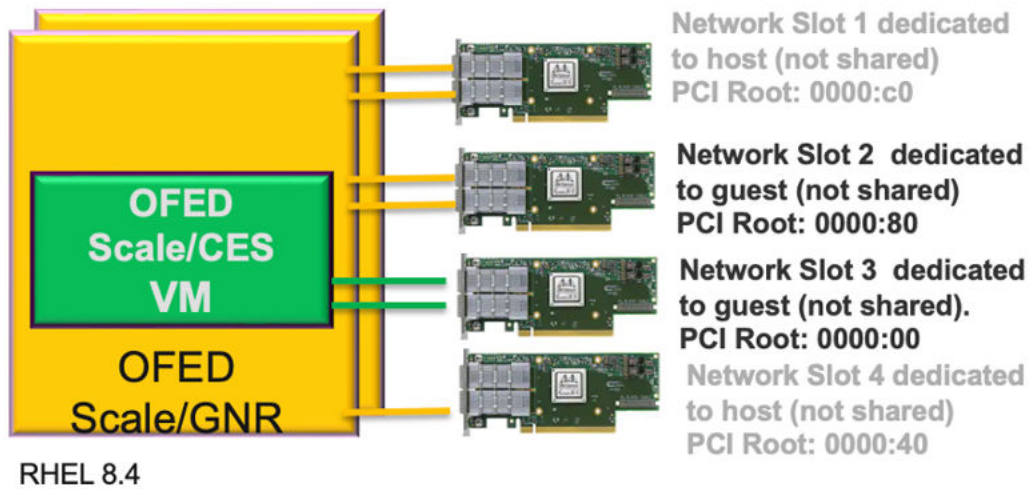 Network Slot 1 dedicated
to host (not shared)
PCI Root: 0000:c0
Network Slot 2 dedicated
to guest (not shared)
PCI Root: 0000:80
OFED
Scale/CES
VM
Network Slot 3 dedicated
to guest (not shared).
PCI Root: 0000:00
OFED
Scale/GNR
Network Slot 4 dedicated
to host (not shared)
PCI Root: 0000:40
RHEL 8.4